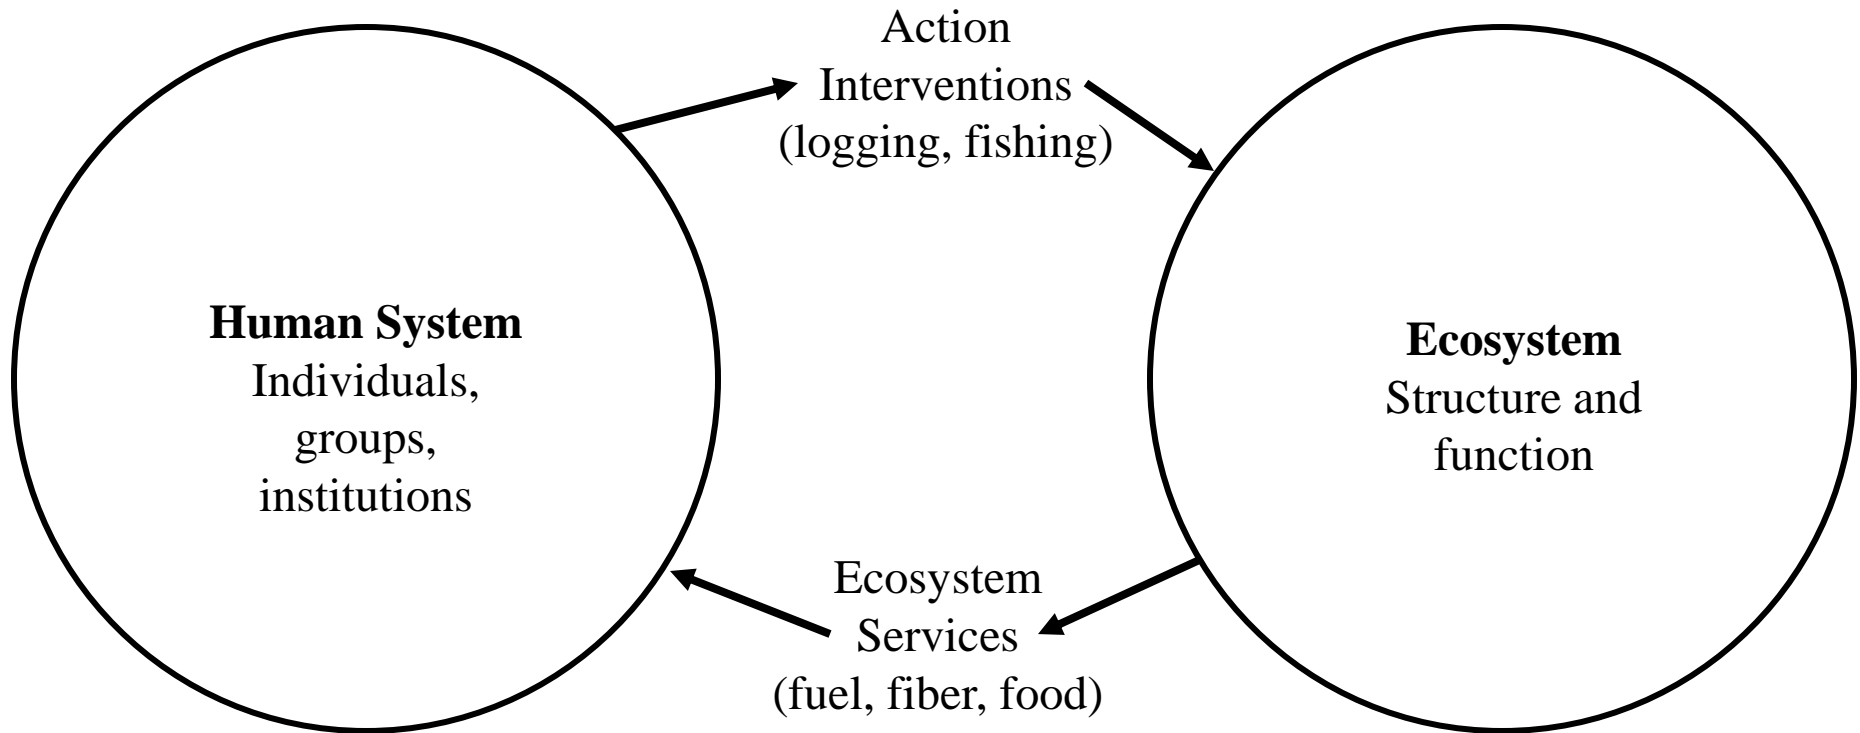 Action
Interventions
(logging, fishing)
Human System
Individuals,
groups,
institutions
Ecosystem
Structure and
function
Ecosystem
Services
(fuel, fiber, food)